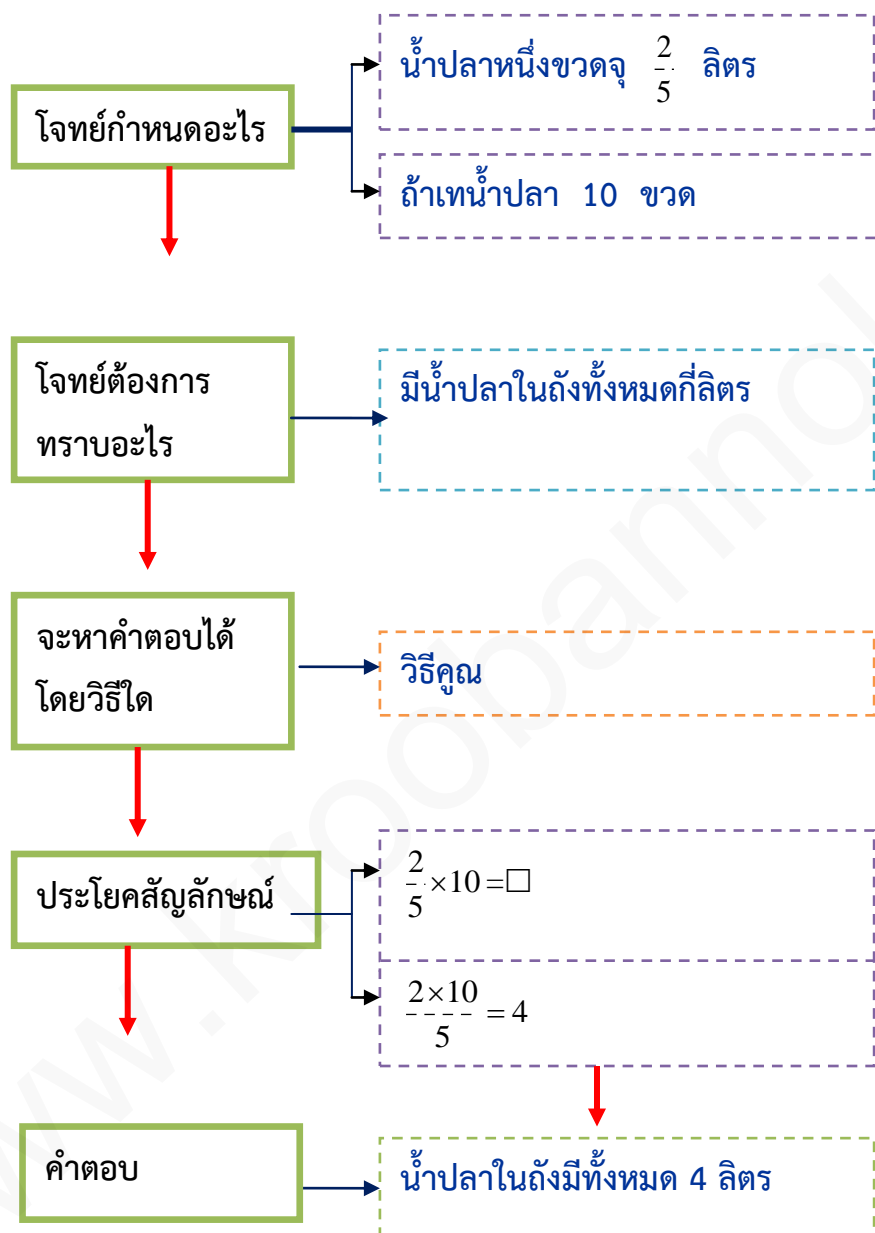 โจทย์กำหนดอะไร
น้ำปลาหนึ่งขวดจุ 2/5 ลิตร
ถ้าเทน้ำปลา 10 ขวด
โจทย์ต้องการ
ทราบอะไร
มีน้ำปลาในถังทั้งหมดกี่ลิตร
จะหาคำตอบได้
โดยวิธีใด
วิธีคูณ
ประโยคสัญลักษณ์
2/5 ×10 =□
2×10/5 = 4
คำตอบ
น้ำปลาในถังมีทั้งหมด 4 ลิตร